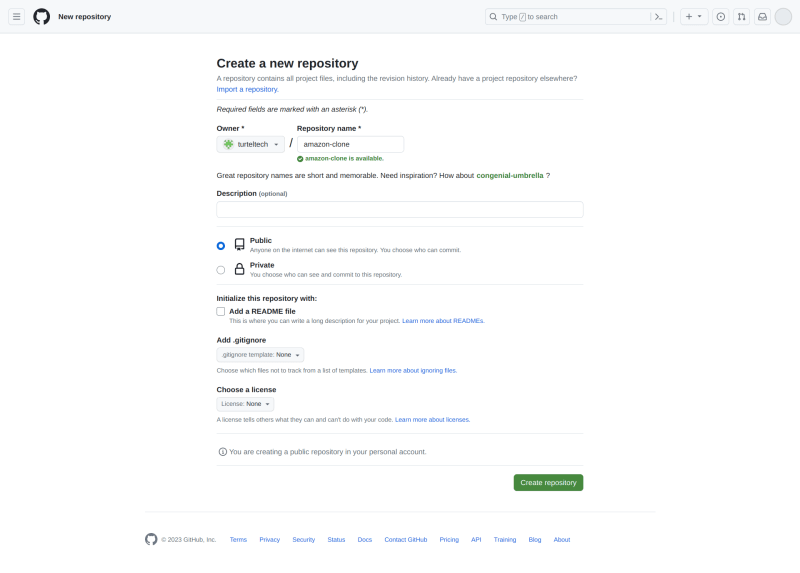 New repository
Type / to search
Create a new repository
A repository contains all project files, including the revision history. Already have a project repository elsewhere?
Import a repository.
Required fields are marked with an asterisk (*).
Owner *
Repository name *
turteltech
/
amazon-clone
amazon-clone is available.
Great repository names are short and memorable. Need inspiration? How about congenial-umbrella ?
Description (optional)
Public
Anyone on the internet can see this repository. You choose who can commit.
Private
You choose who can see and commit to this repository.
Initialize this repository with:
Add a README file
This is where you can write a long description for your project. Learn more about READMEs.
Add .gitignore
.gitignore template: None
Choose which files not to track from a list of templates. Learn more about ignoring files.
Choose a license
License: None
A license tells others what they can and can't do with your code. Learn more about licenses.
You are creating a public repository in your personal account.
Create repository
© 2023 GitHub, Inc. Terms Privacy Security Status Docs Contact GitHub Pricing API Training Blog About